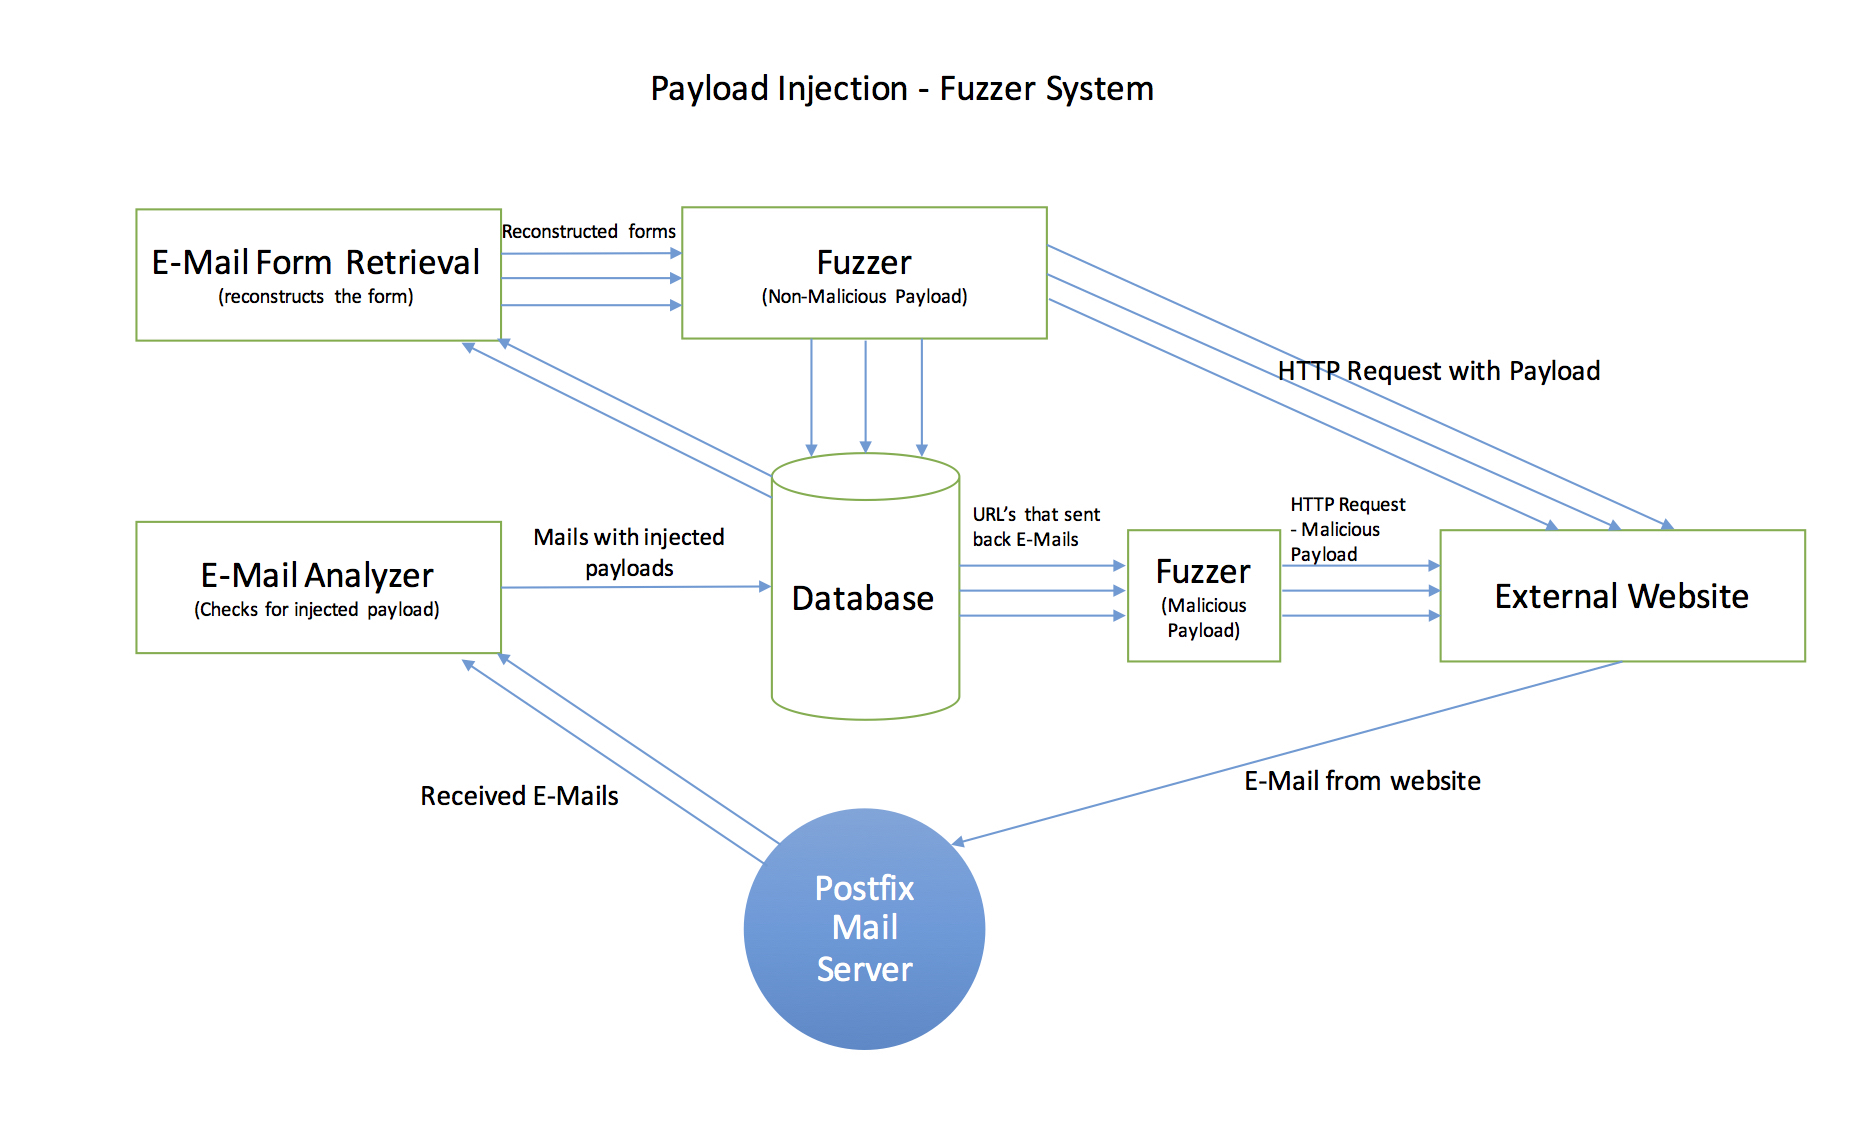 Payload Injection - Fuzzer System
E-Mail Form Retrieval
(reconstructs the form)
Reconstructed forms
Fuzzer
(Non-Malicious Payload)
HTTP Request with Payload
E-Mail Analyzer
(Checks for injected payload)
Mails with injected
payloads
Database
URL's that sent
back E-Mails
Fuzzer
(Malicious
Payload)
HTTP Request
- Malicious
Payload
External Website
Received E-Mails
E-Mail from website
Postfix
Mail
Server